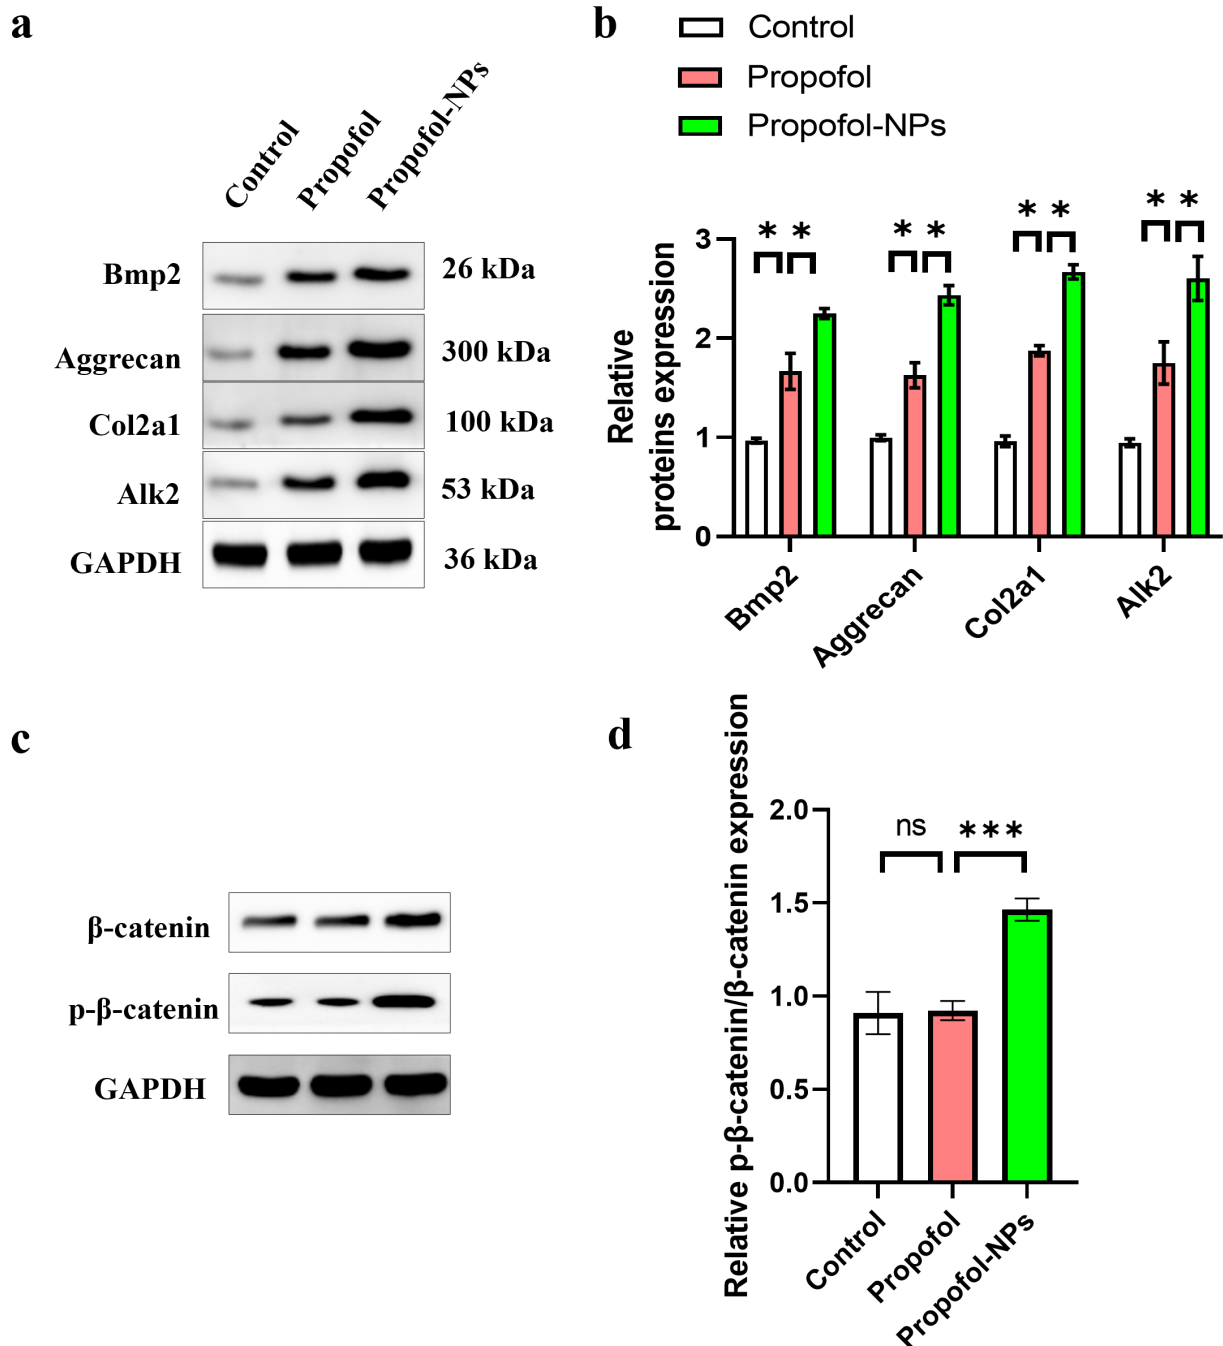 a
Control
Propofol
Propofol-NPs
Bmp2
26 kDa
Aggrecan
300 kDa
Col2a1
100 kDa
Alk2
53 kDa
GAPDH
36 kDa
b
Control
Propofol
Propofol-NPs
Relative
proteins expression
3
2
1
0
* *
* *
* *
* *
Bmp2
Aggrecan
Col2a1
Alk2
c
β-catenin
p-β-catenin
GAPDH
d
Relative p-β-catenin/β-catenin expression
2.0
1.5
1.0
0.5
0.0
ns
***
Control
Propofol
Propofol-NPs